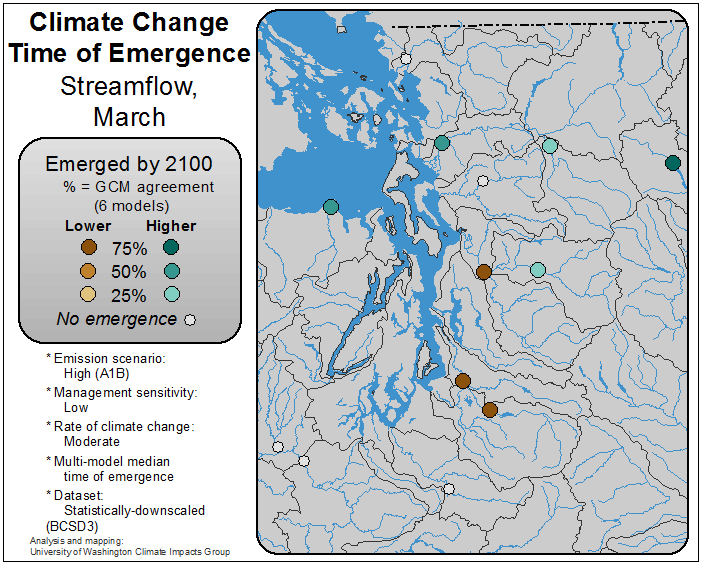 Climate Change
Time of Emergence
Streamflow,
March
Emerged by 2100
% = GCM agreement
(6 models)
Lower Higher
75%
50%
25%
No emergence
* Emission scenario:
High (A1B)
* Management sensitivity:
Low
* Rate of climate change:
Moderate
* Multi-model median
time of emergence
* Dataset:
Statistically-downscaled
(BCSD3)
Analysis and mapping:
University of Washington Climate Impacts Group